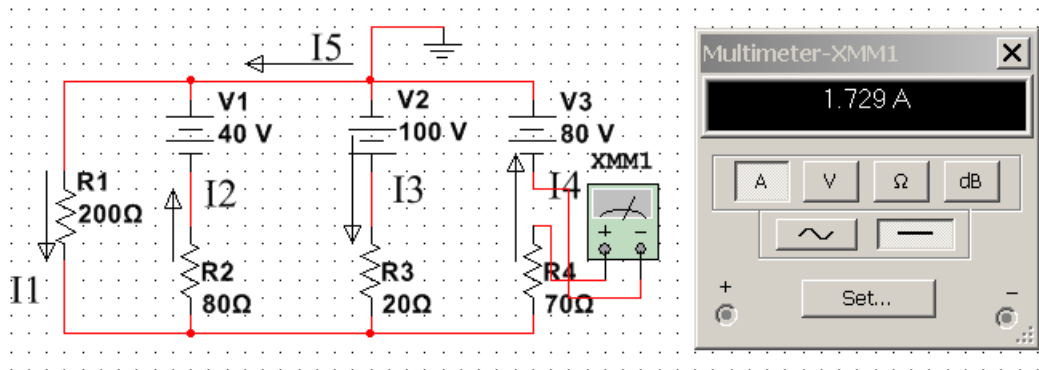 I5
V1
40 V
V2
100 V
V3
80 V
XMM1
R1
200Ω
I2
I3
I4
I1
R2
80Ω
R3
20Ω
R4
70Ω
+ −
Multimeter-XMM1
1.729 A
A V Ω dB
+ Set... −